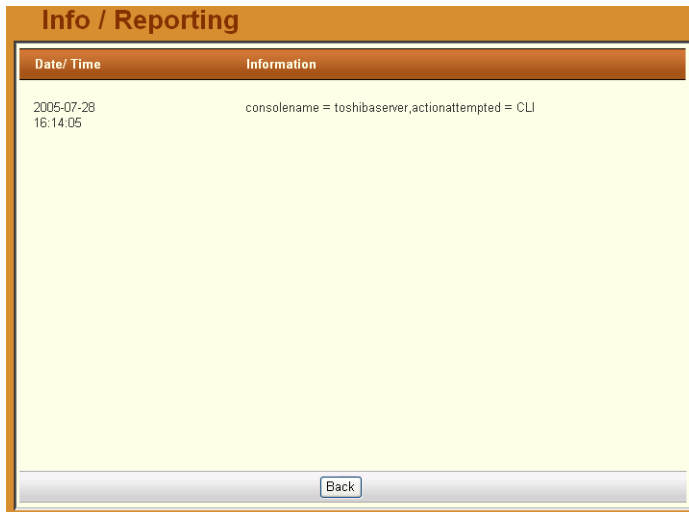 Info / Reporting
Date/ Time Information
2005-07-28 consolename = toshibaserver,actionattempted = CLI
16:14:05
Back